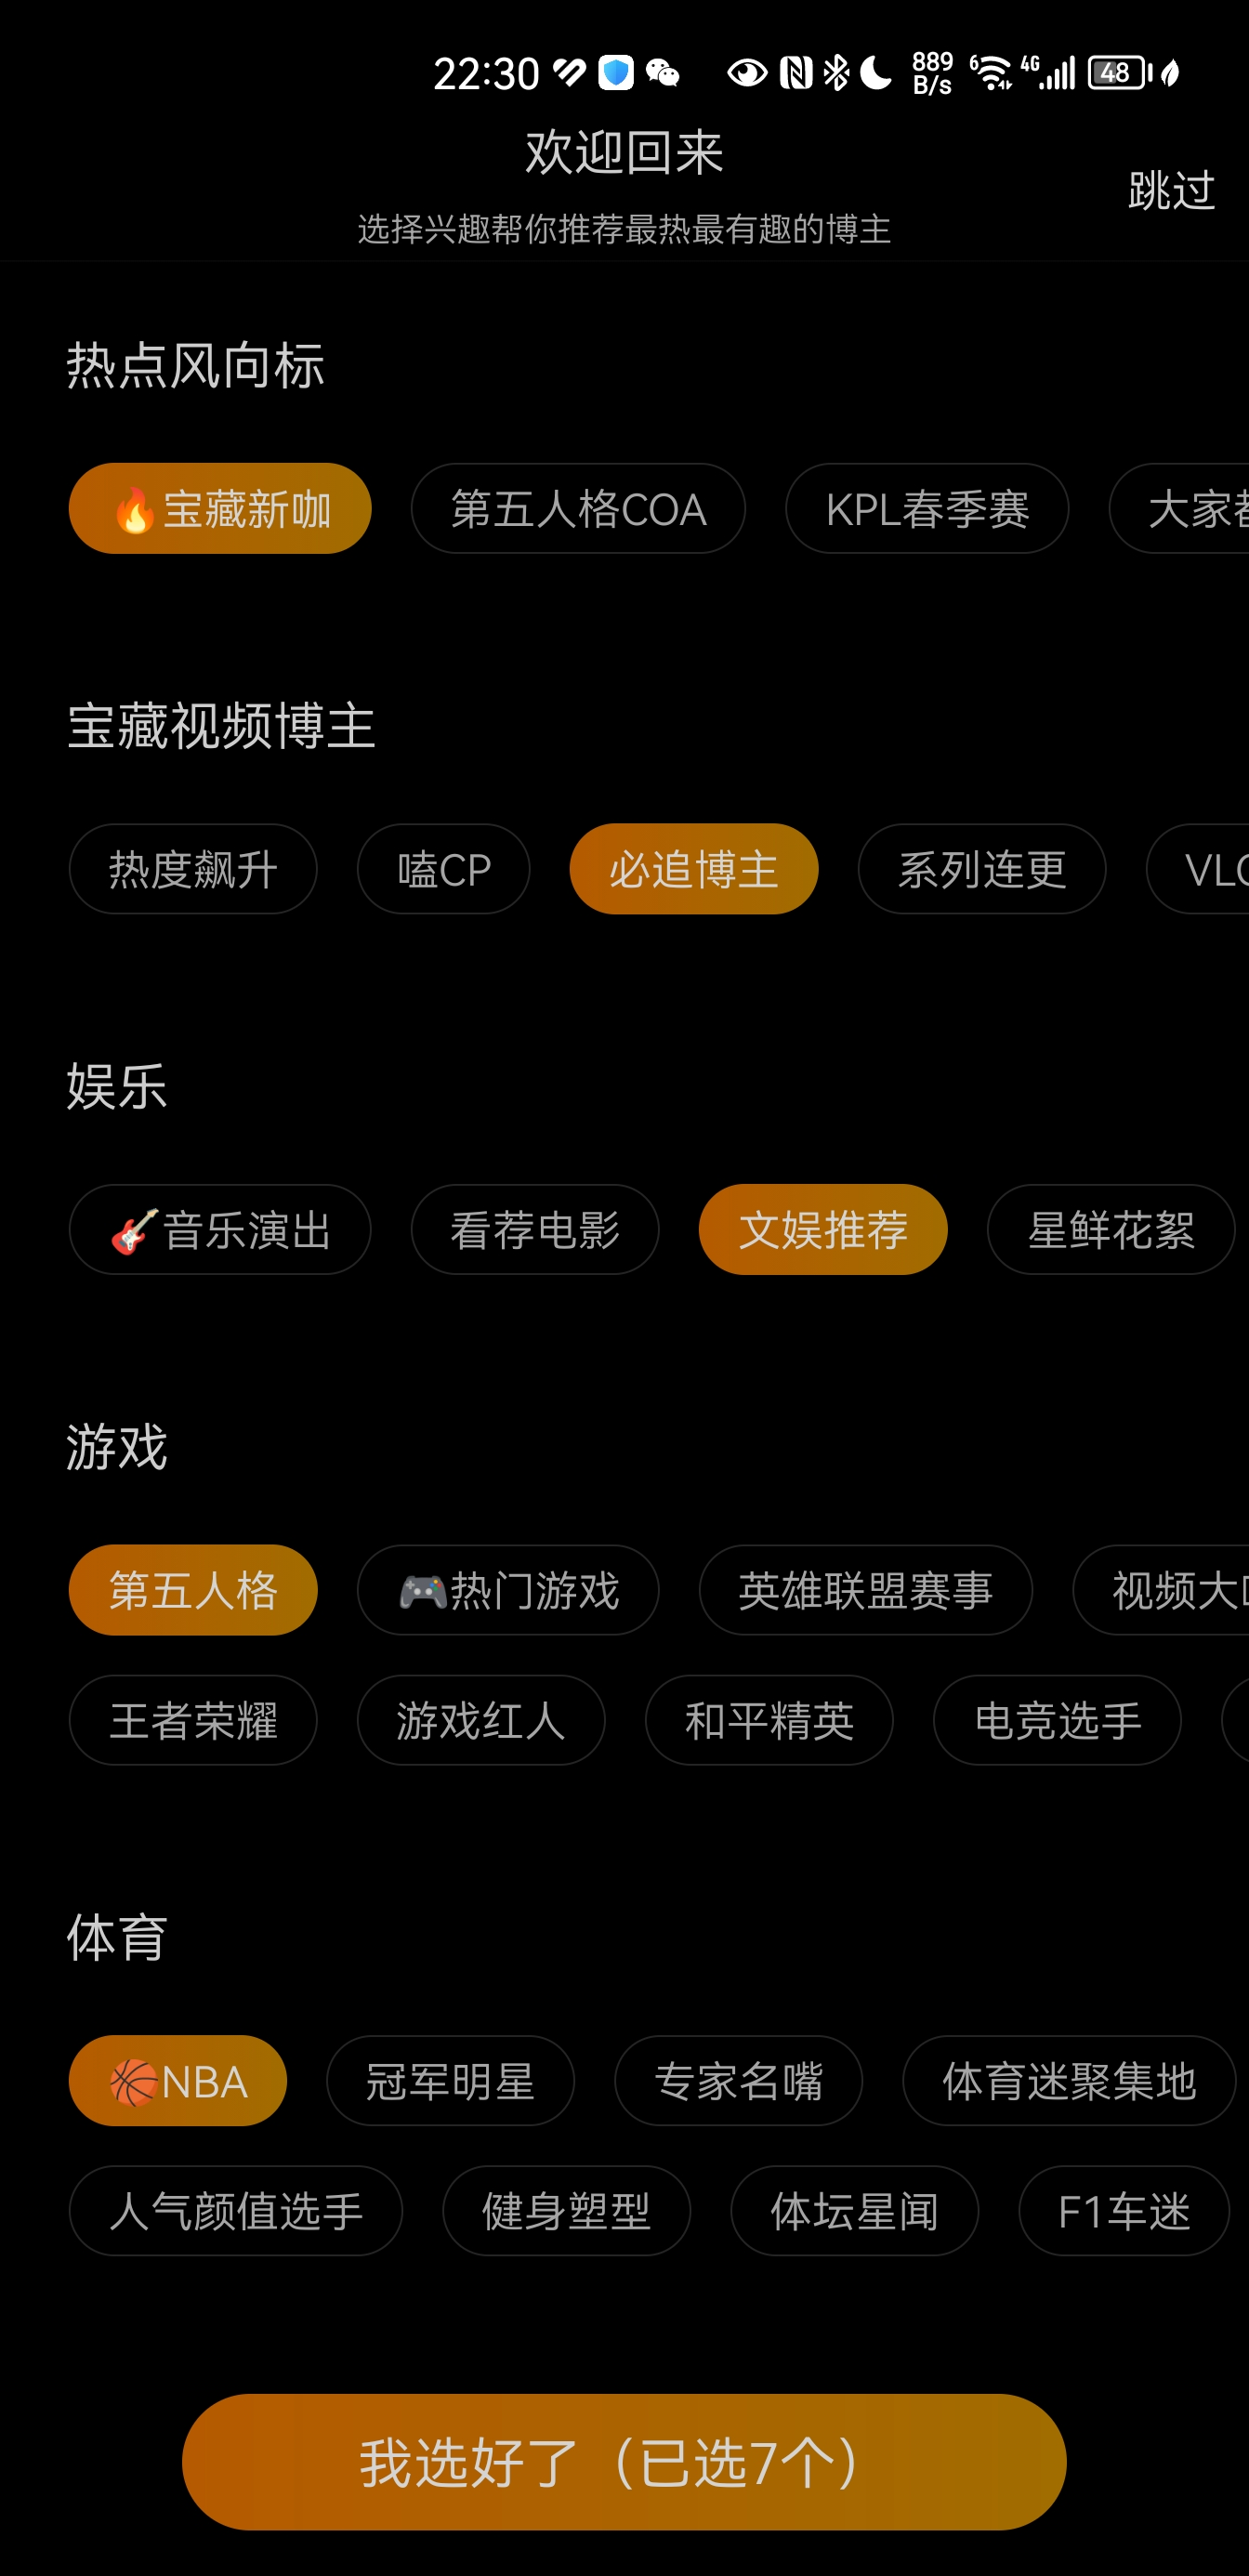 22:30 889 B/s 6 4G 48
欢迎回来
跳过
选择兴趣帮你推荐最热最有趣的博主
热点风向标
🔥宝藏新咖 第五人格COA KPL春季赛 大家
宝藏视频博主
热度飙升 嗑CP 必追博主 系列连更 VLO
娱乐
🎸音乐演出 看荐电影 文娱推荐 星鲜花絮
游戏
第五人格 🎮热门游戏 英雄联盟赛事 视频大
王者荣耀 游戏红人 和平精英 电竞选手
体育
🏀NBA 冠军明星 专家名嘴 体育迷聚集地
人气颜值选手 健身塑型 体坛星闻 F1车迷
我选好了（已选7个）